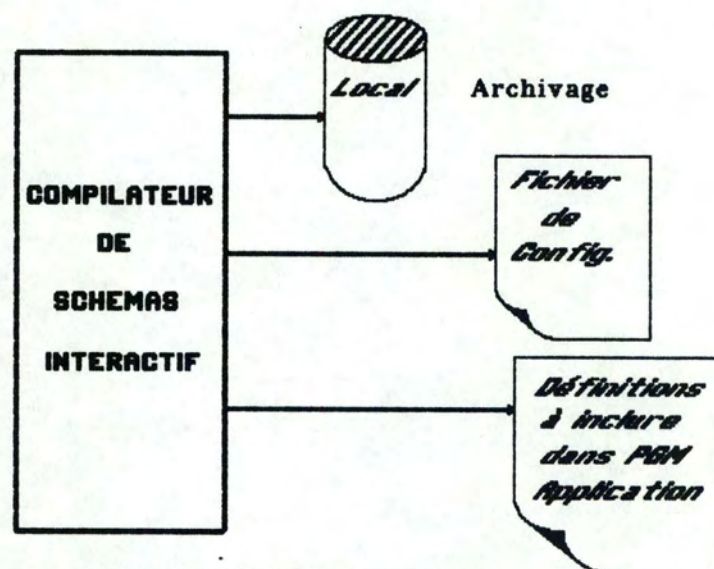 Local
Archivage
COMPILATEUR
DE
SCHEMAS
INTERACTIF
Fichier
de
Config.
Définitions
à inclure
dans PGM
Application